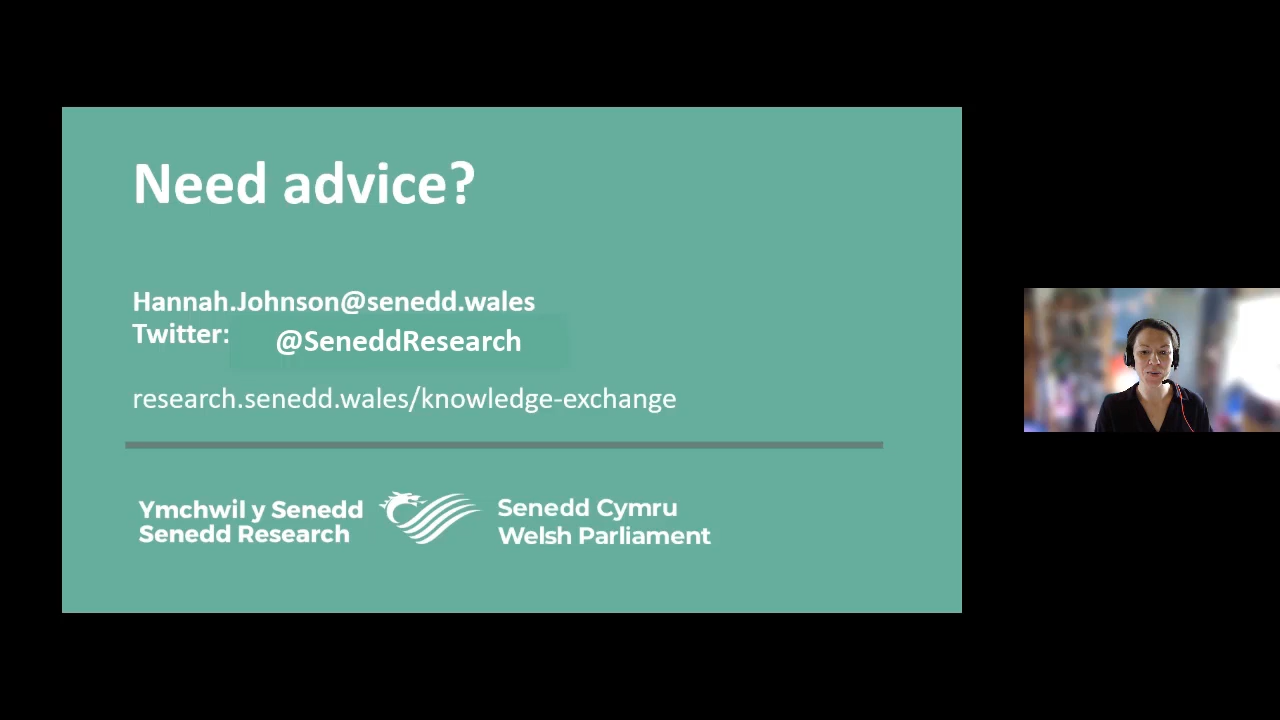 Need advice?
Hannah.Johnson@senedd.wales
Twitter: @SeneddResearch
research.senedd.wales/knowledge-exchange
Ymchwil y Senedd
Senedd Research
Senedd Cymru
Welsh Parliament